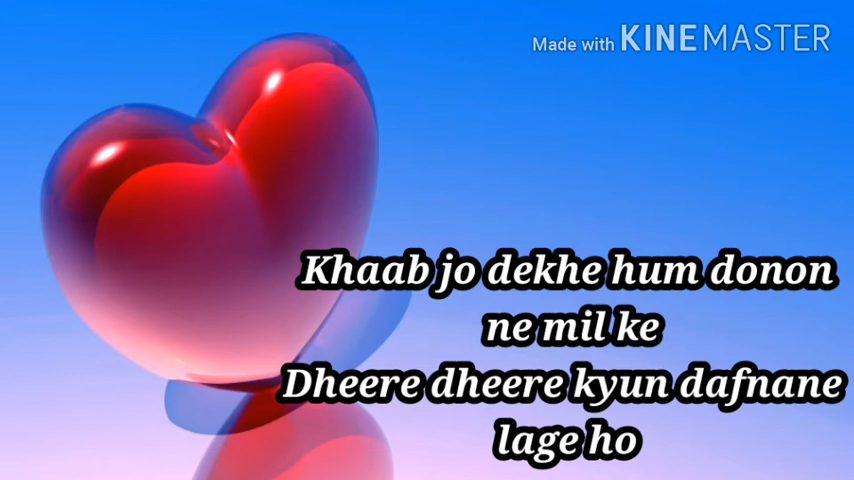 Made with KINEMASTER
Khaab jo dekhe hum donon
ne mil ke
Dheere dheere kyun dafnane
lage ho